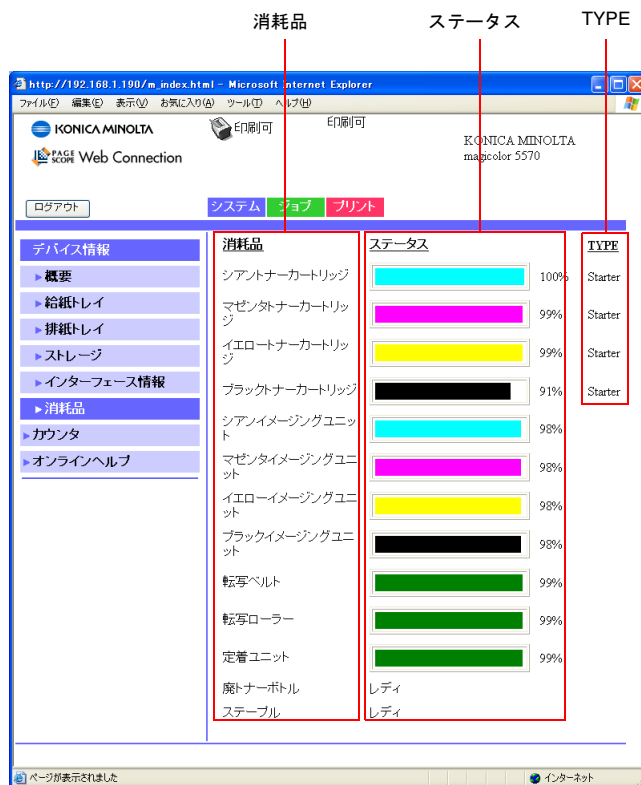 消耗品 ステータス TYPE
http://192.168.1.190/m_index.html - Microsoft Internet Explorer
ファイル(F) 編集(E) 表示(V) お気に入り(A) ツール(T) ヘルプ(H)
KONICA MINOLTA
印刷可 印刷可
KONICA MINOLTA
magicolor 5570
PAGE SCOPE Web Connection
ログアウト
システム ジョブ プリント
デバイス情報
概要
給紙トレイ
排紙トレイ
ストレージ
インターフェース情報
消耗品
カウンタ
オンラインヘルプ
消耗品 ステータス TYPE
シアントナーカートリッジ 100% Starter
マゼンタトナーカートリッ
ジ 99% Starter
イエロートナーカートリッ
ジ 99% Starter
ブラックトナーカートリッジ 91% Starter
シアンイメージングユニッ
ト 98%
マゼンタイメージングユニ
ット 98%
イエローイメージングユニ
ット 98%
ブラックイメージングユニ
ット 98%
転写ベルト 99%
転写ローラー 99%
定着ユニット 99%
廃トナーボトル レディ
ステープル レディ
ページが表示されました インターネット